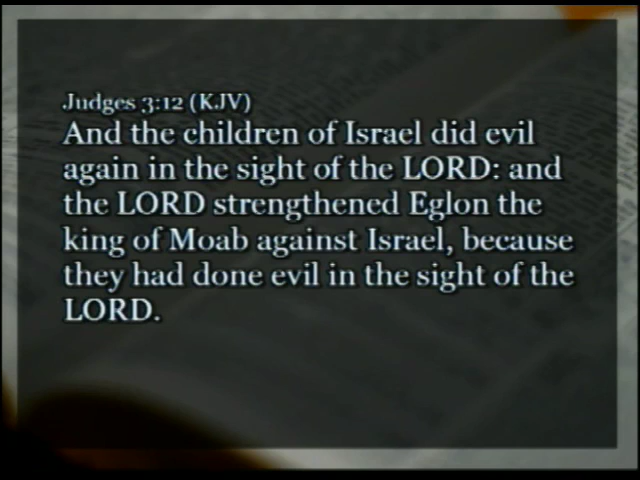 Judges 3:12 (KJV)
And the children of Israel did evil
again in the sight of the LORD: and
the LORD strengthened Eglon the
king of Moab against Israel, because
they had done evil in the sight of the
LORD.